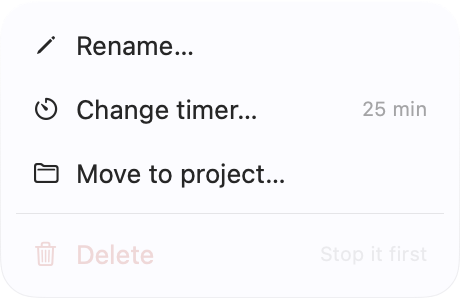 Rename...
Change timer... 25 min
Move to project...
Delete Stop it first